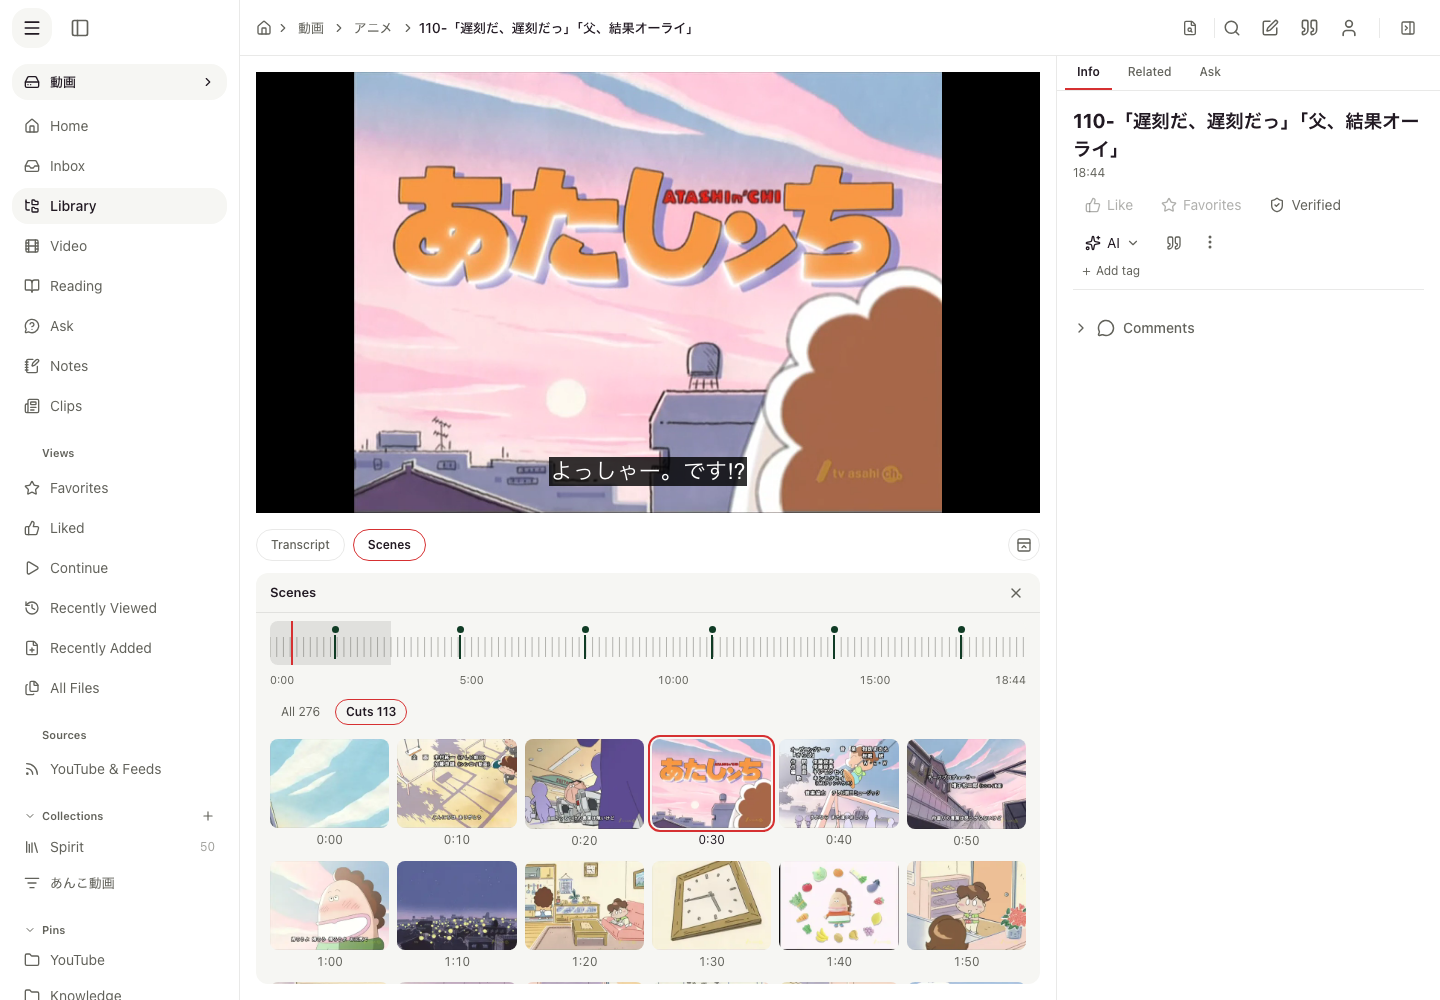 動画
アニメ
110-「遅刻だ、遅刻だっ」「父、結果オーライ」
動画
Home
Inbox
Library
Video
Reading
Ask
Notes
Clips
Views
Favorites
Liked
Continue
Recently Viewed
Recently Added
All Files
Sources
YouTube & Feeds
Collections
Spirit 50
あんこ動画
Pins
YouTube
Knowledge
あたしンち
ATASHIn'CHI
よっしゃー。です!?
tv asahi ch.
Transcript
Scenes
Scenes
0:00 5:00 10:00 15:00 18:44
All 276 Cuts 113
あたしンち
0:00 0:10 0:20 0:30 0:40 0:50
1:00 1:10 1:20 1:30 1:40 1:50
Info Related Ask
110-「遅刻だ、遅刻だっ」「父、結果オー
ライ」
18:44
Like Favorites Verified
AI
+ Add tag
Comments